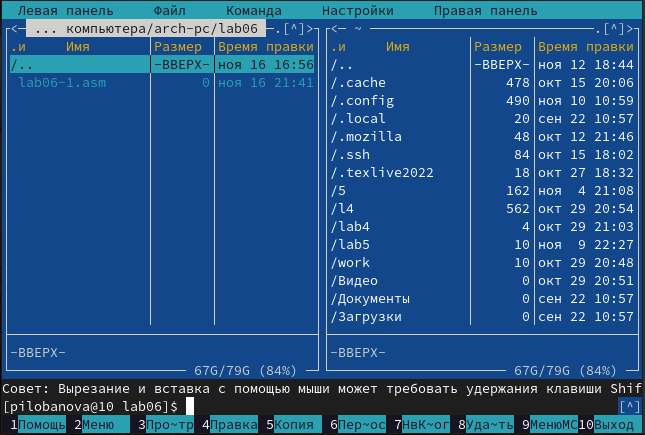 Левая панель Файл Команда Настройки Правая панель
<─ ... компьютера/arch-pc/lab06 ─.[^]> <─ ~ ─.[^]>
.и Имя Размер Время правки .и Имя Размер Время правки
/.. -ВВЕРХ- ноя 16 16:56 /.. -ВВЕРХ- ноя 12 18:44
lab06-1.asm 0 ноя 16 21:41 /.cache 478 окт 15 20:06
/.config 490 ноя 10 10:59
/.local 20 сен 22 10:57
/.mozilla 48 окт 12 21:46
/.ssh 84 окт 15 18:02
/.texlive2022 18 окт 27 18:32
/5 162 ноя 4 21:08
/l4 562 окт 29 20:54
/lab4 4 окт 29 21:03
/lab5 10 ноя 9 22:27
/work 10 окт 29 20:48
/Видео 0 окт 29 20:51
/Документы 0 сен 22 10:57
/Загрузки 0 сен 22 10:57
-ВВЕРХ- -ВВЕРХ-
67G/79G (84%) 67G/79G (84%)
Совет: Вырезание и вставка с помощью мыши может требовать удержания клавиши Shif
[pilobanova@10 lab06]$ [^]
1Помощь 2Меню 3Про~тр 4Правка 5Копия 6Пер~ос 7НвК~ог 8Уда~ть 9МенюМС 10Выход